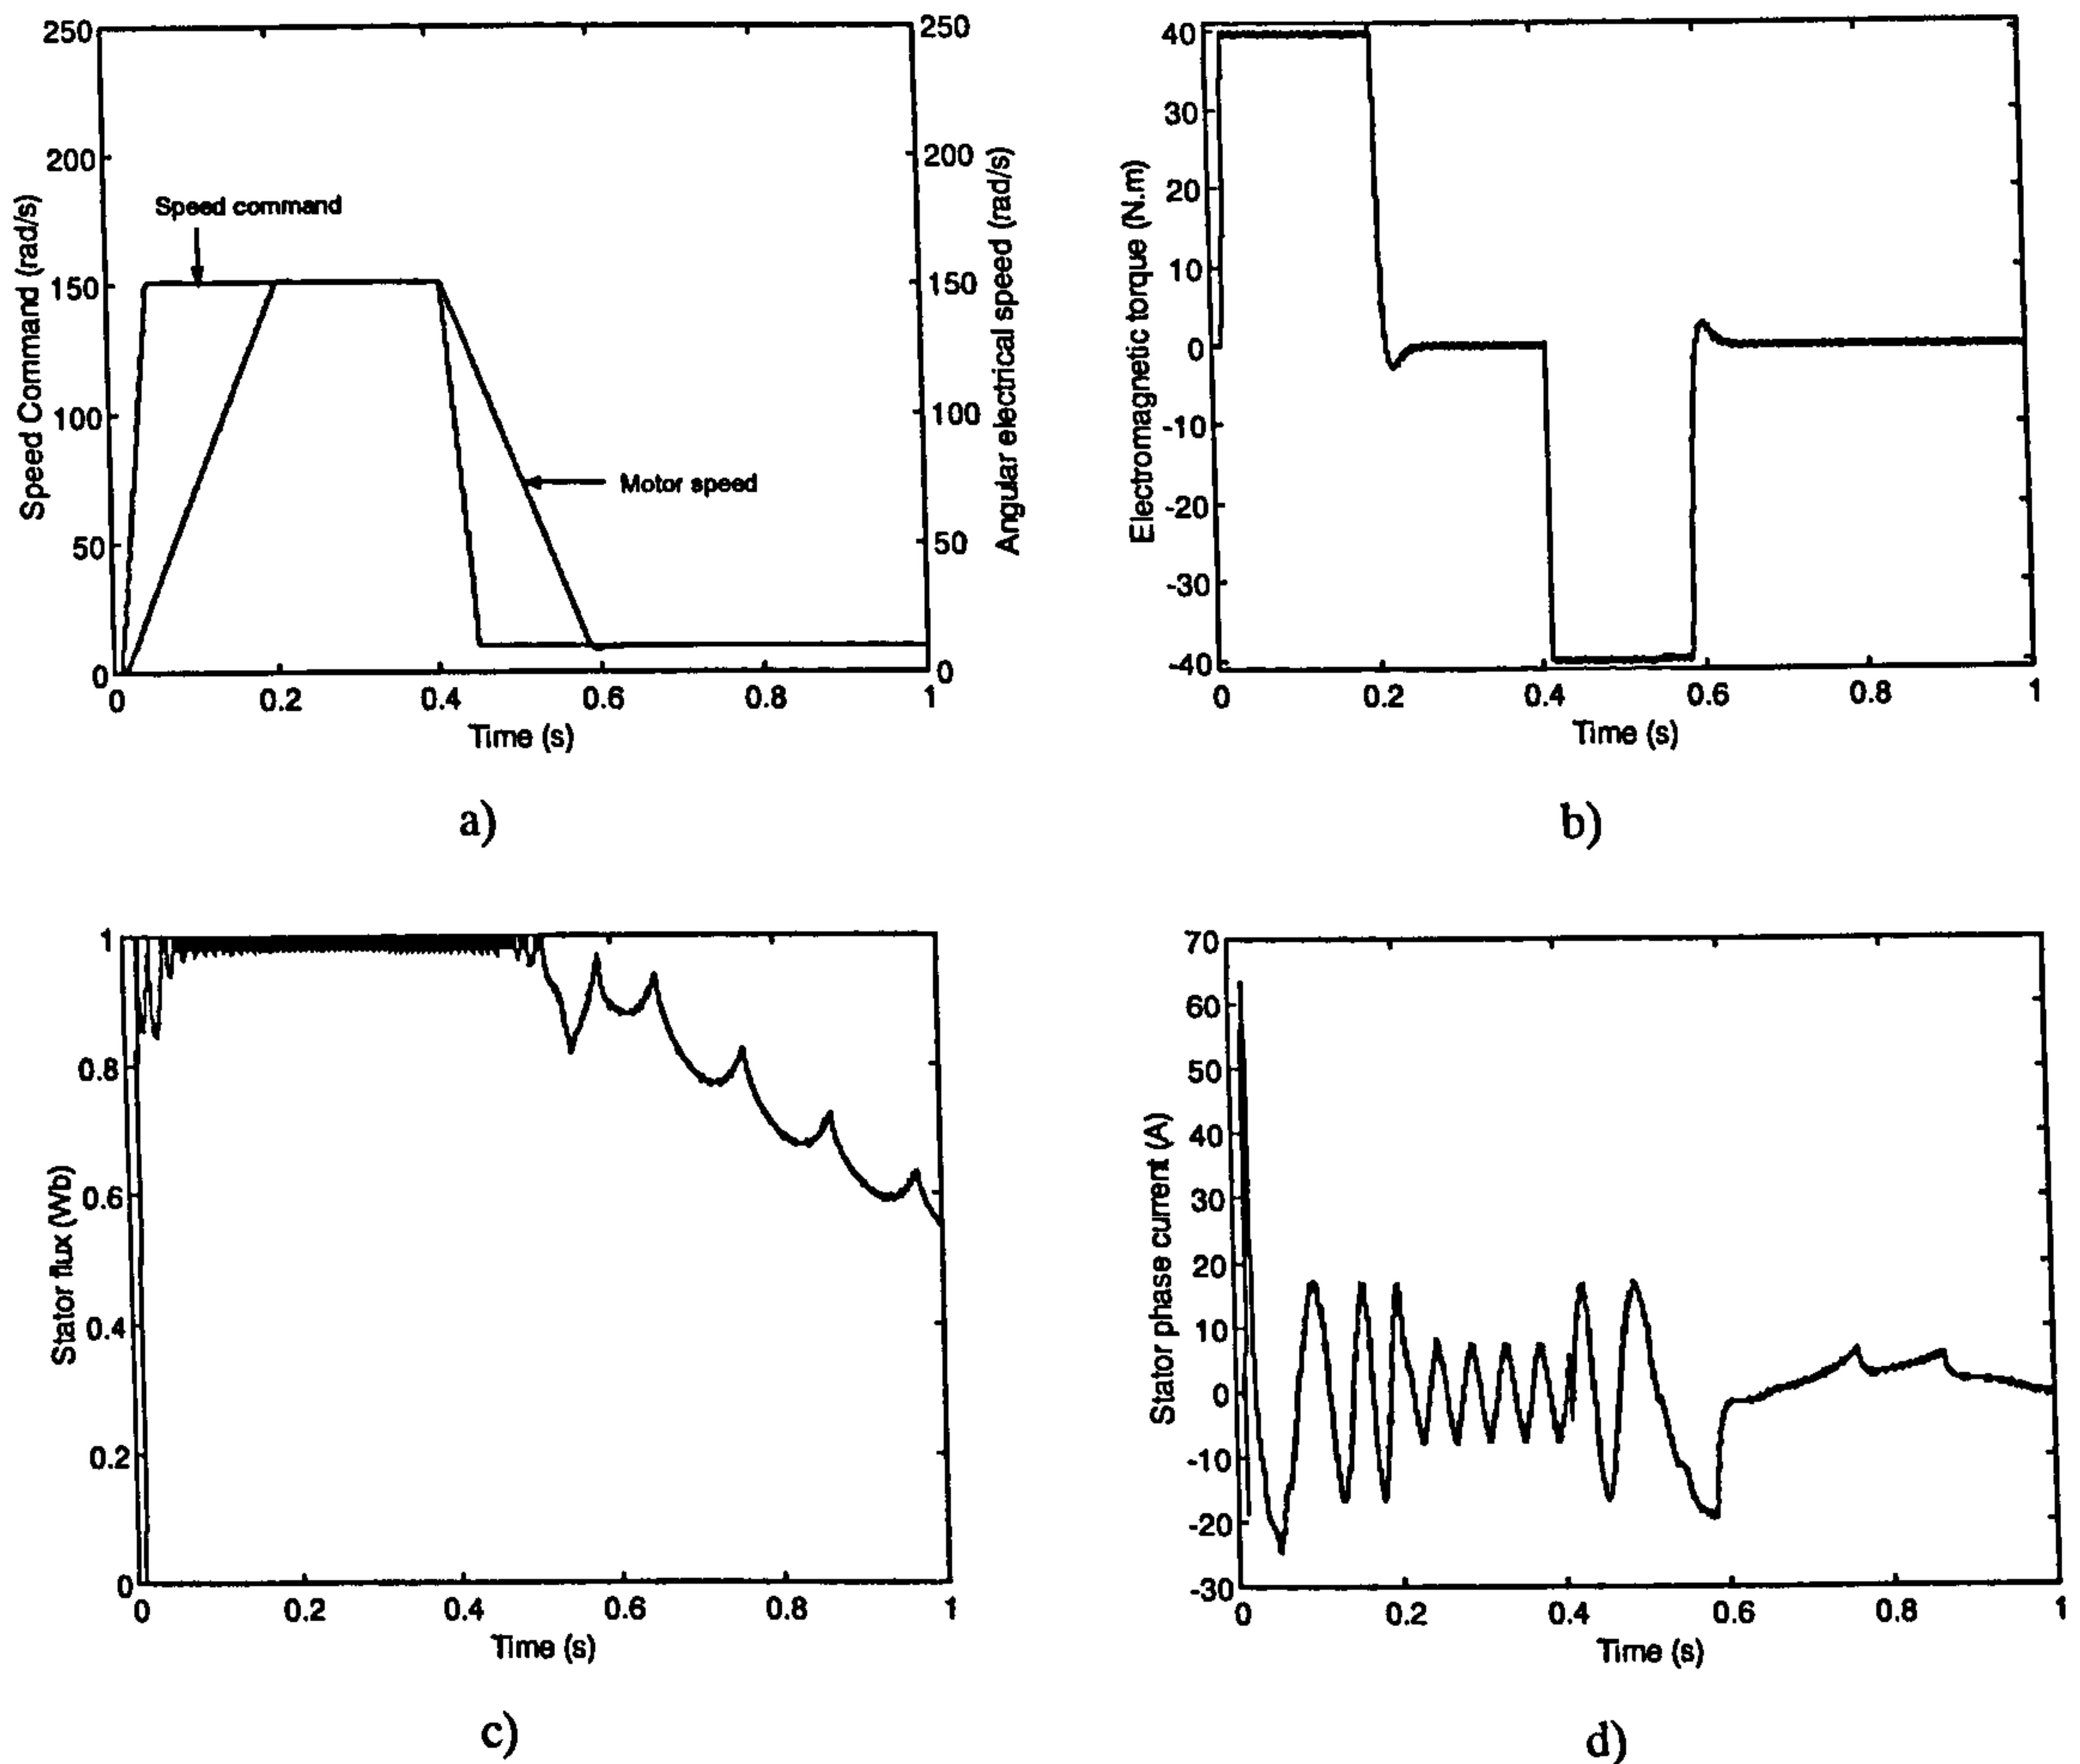 250
200
150
100
50
0
250
200
150
100
50
0
Speed Command (rad/s)
Angular electrical speed (rad/s)
Speed command
Motor speed
0 0.2 0.4 0.6 0.8 1
Time (s)
a)
40
30
20
10
0
-10
-20
-30
-40
Electromagnetic torque (N.m)
0 0.2 0.4 0.6 0.8 1
Time (s)
b)
1
0.8
0.6
0.4
0.2
0
Stator flux (Wb)
0 0.2 0.4 0.6 0.8 1
Time (s)
c)
70
60
50
40
30
20
10
0
-10
-20
-30
Stator phase current (A)
0 0.2 0.4 0.6 0.8 1
Time (s)
d)